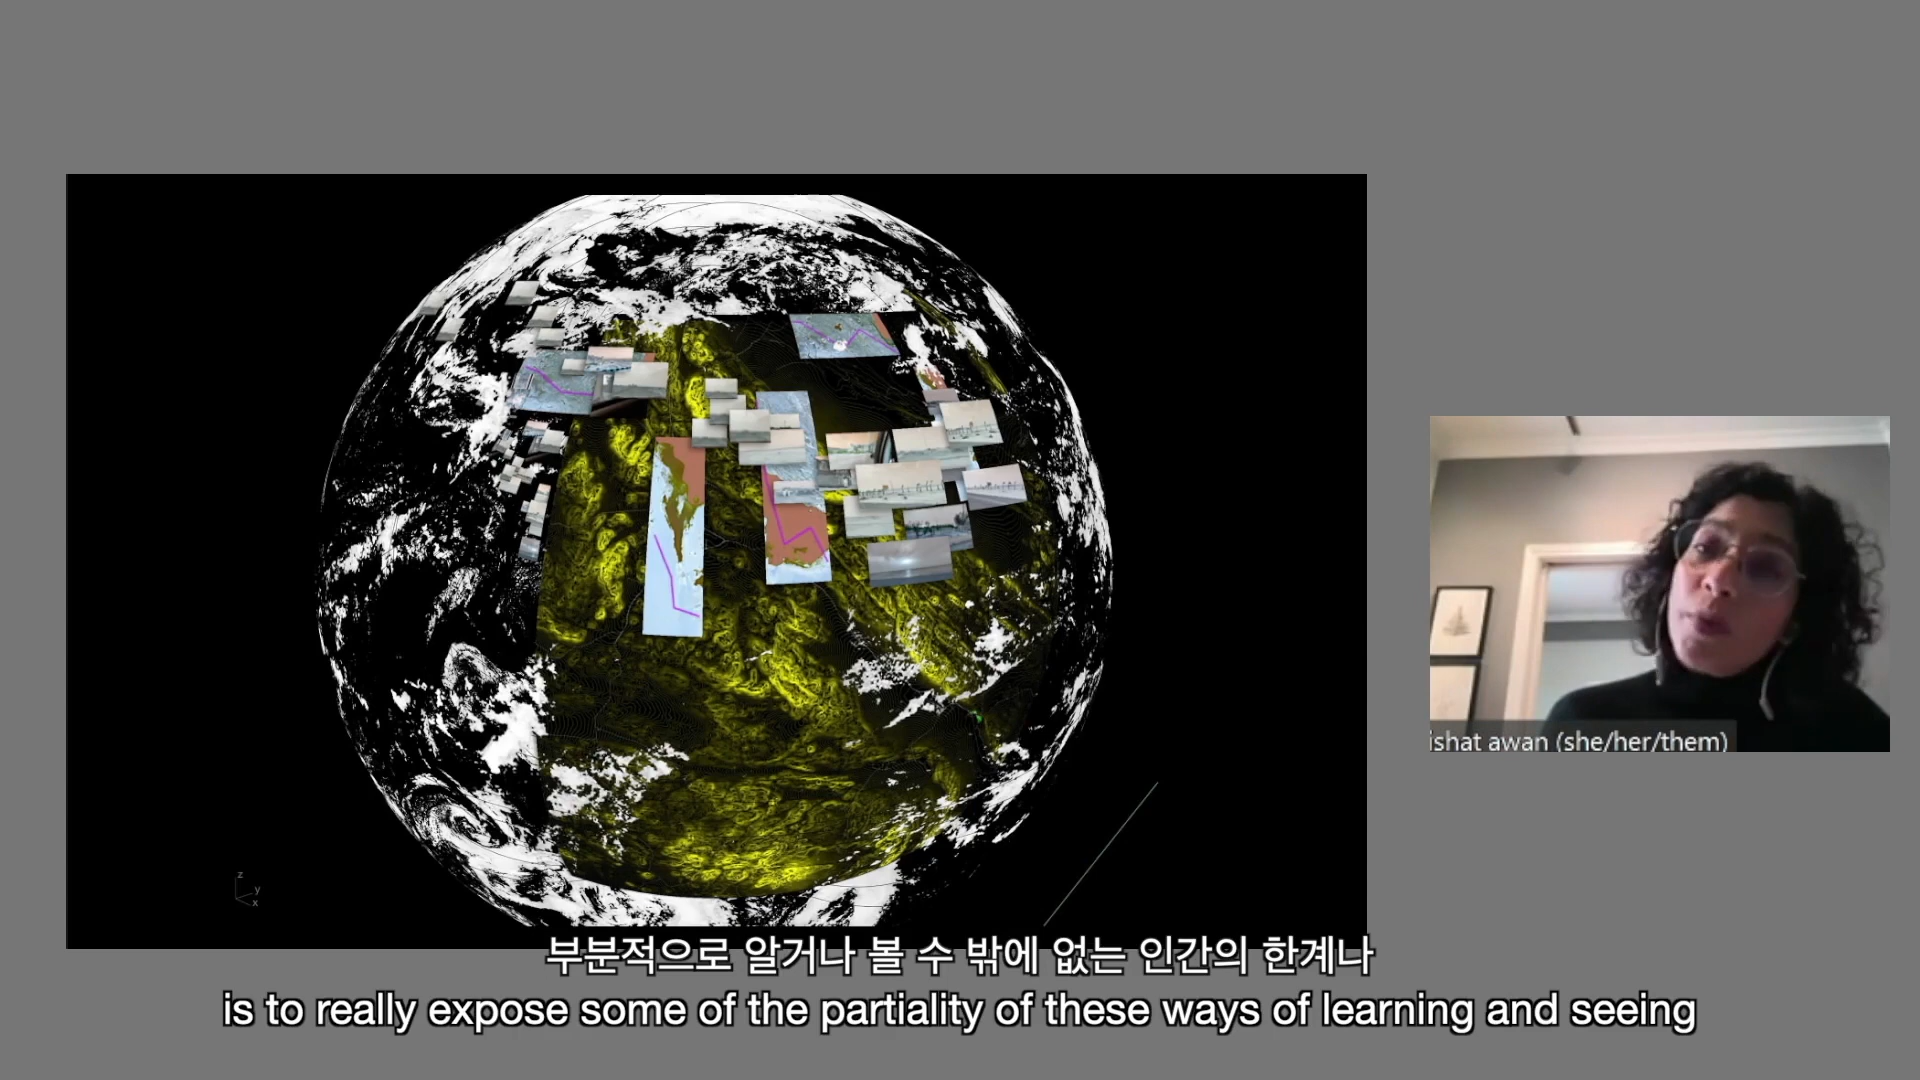 ishat awan (she/her/them)
z
y
x
부분적으로 알거나 볼 수 밖에 없는 인간의 한계나
is to really expose some of the partiality of these ways of learning and seeing